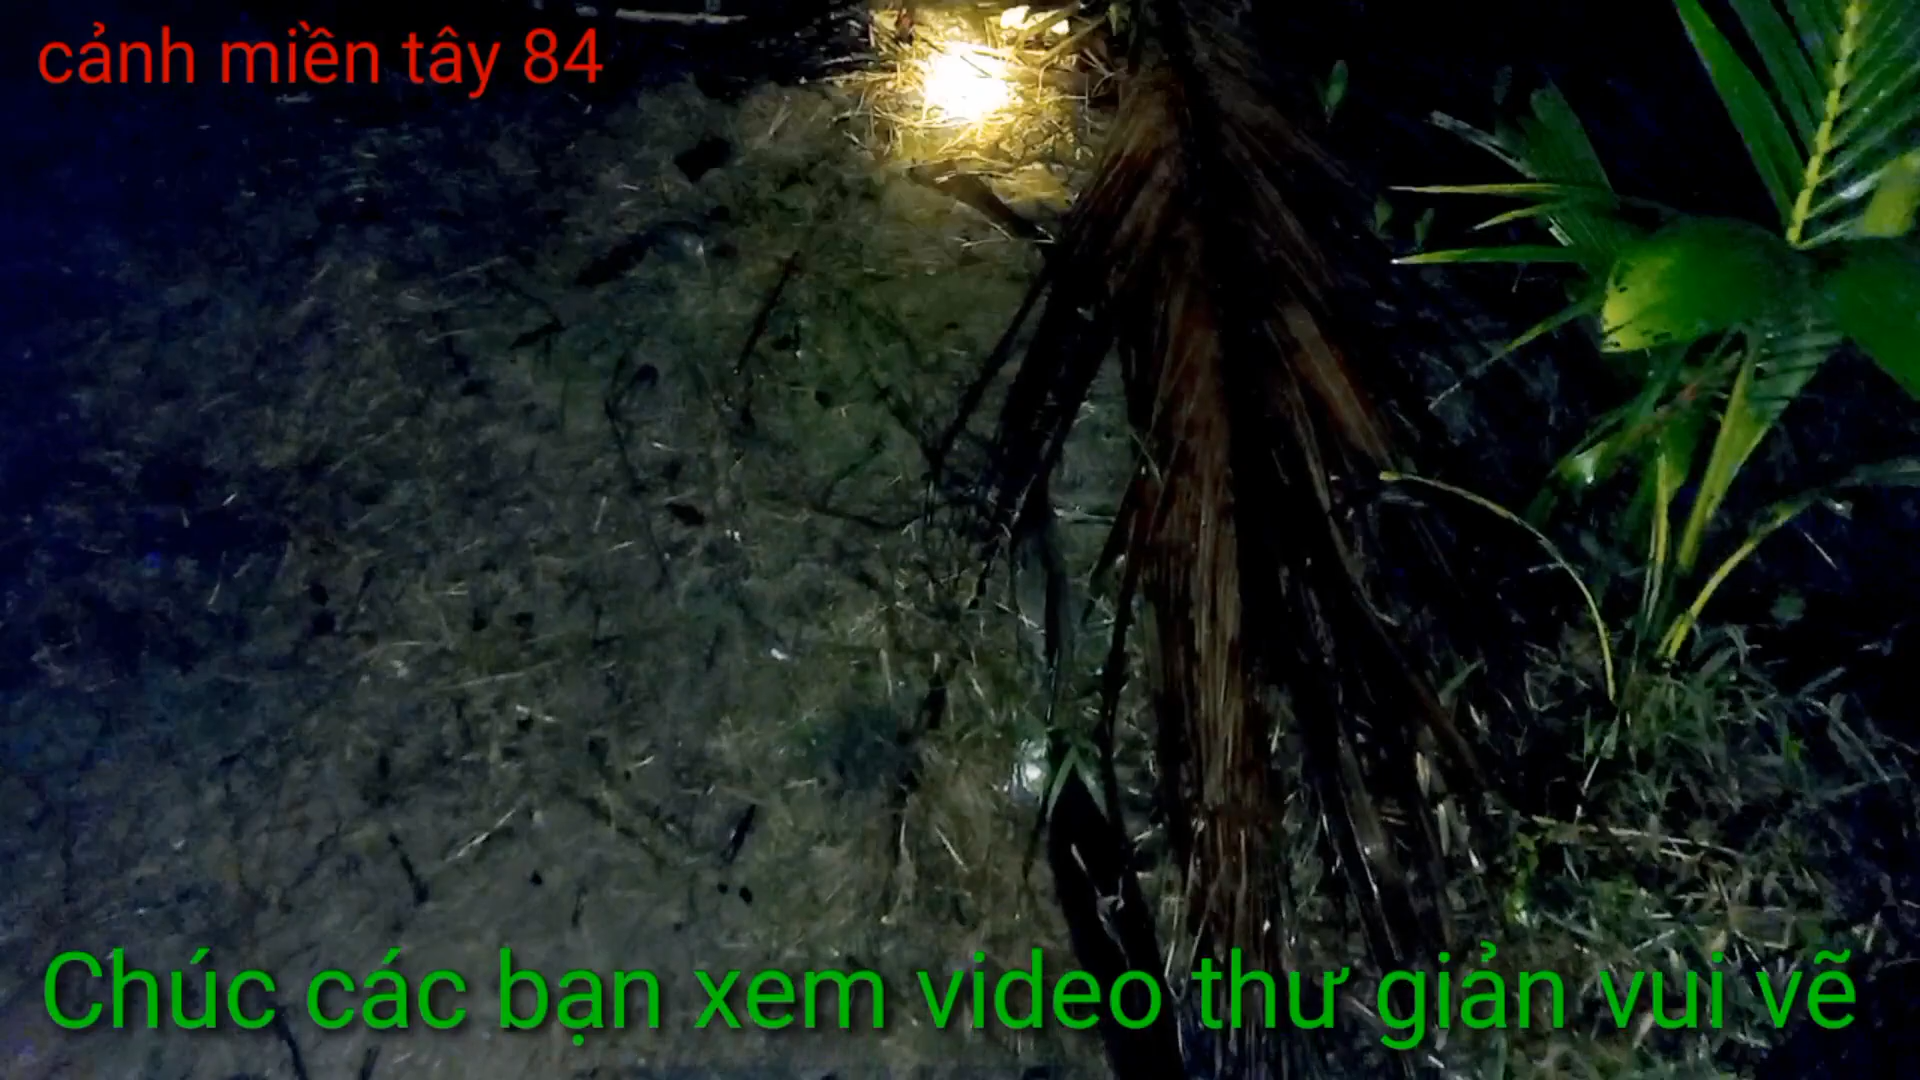 cảnh miền tây 84
Chúc các bạn xem video thư giản vui vẽ